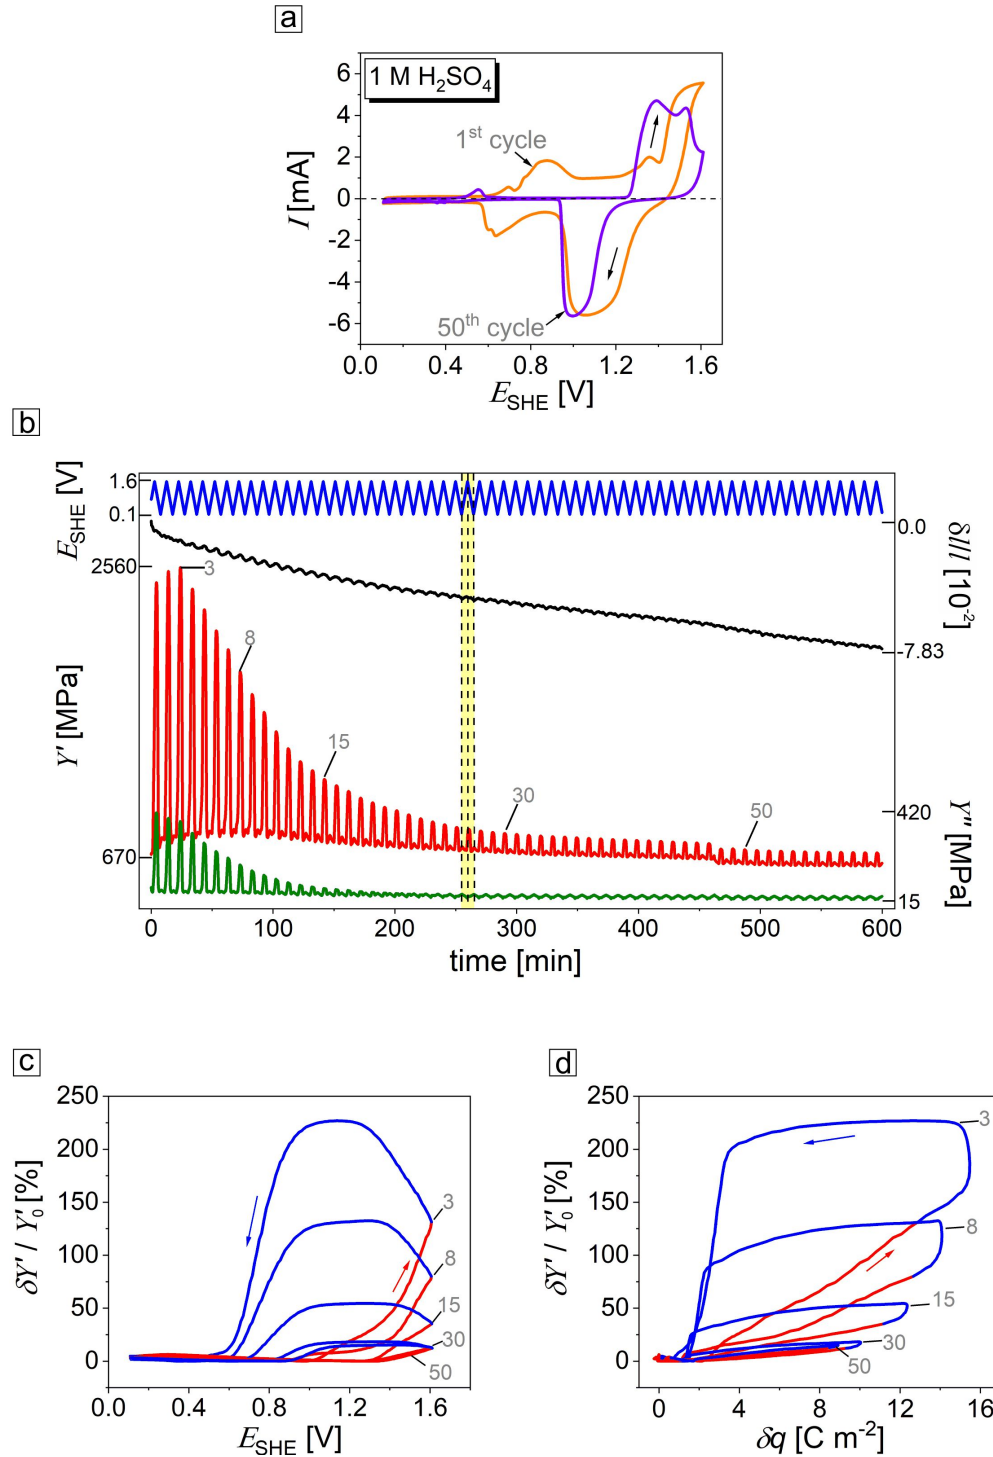 a
1 M H₂SO₄
1ˢᵗ cycle
50ᵗʰ cycle
I [mA]
6
4
2
0
-2
-4
-6
0.0 0.4 0.8 1.2 1.6
E_SHE [V]
b
E_SHE [V]
1.6
0.1
2560
670
Y' [MPa]
3
8
15
30
50
0.0
-7.83
δl/l [10⁻²]
420
15
Y'' [MPa]
0 100 200 300 400 500 600
time [min]
c
δY' / Y'₀ [%]
250
200
150
100
50
0
3
8
15
30
50
0.0 0.4 0.8 1.2 1.6
E_SHE [V]
d
δY' / Y'₀ [%]
250
200
150
100
50
0
3
8
15
30
50
0 4 8 12 16
δq [C m⁻²]